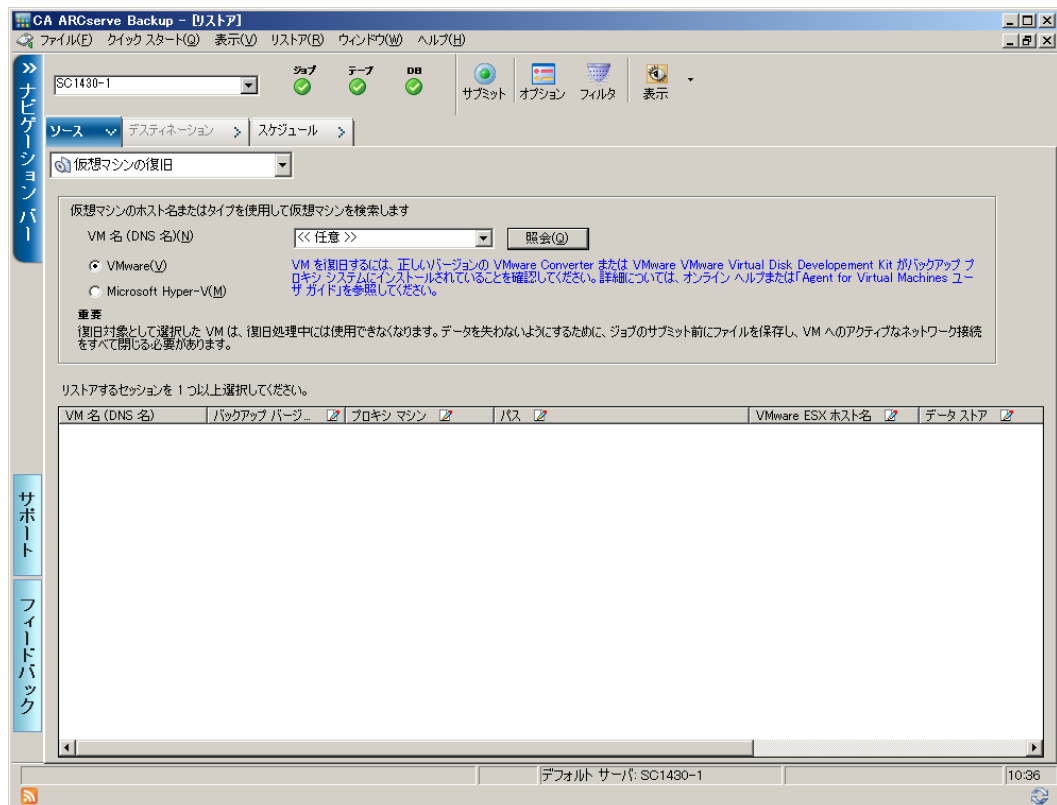 CA ARCserve Backup - [リストア]
ファイル(F) クイック スタート(Q) 表示(V) リストア(R) ウィンドウ(W) ヘルプ(H)
SC1430-1
ジョブ テープ DB
サブミット オプション フィルタ 表示
ナビゲーション バー
ソース デスティネーション スケジュール
仮想マシンの復旧
仮想マシンのホスト名またはタイプを使用して仮想マシンを検索します
VM 名 (DNS 名)(N) << 任意 >> 照会(Q)
VMware(V)
Microsoft Hyper-V(M)
VM を復旧するには、正しいバージョンの VMware Converter または VMware VMware Virtual Disk Developement Kit がバックアップ プ
ロキシ システムにインストールされていることを確認してください。詳細については、オンライン ヘルプまたは「Agent for Virtual Machines ユー
ザ ガイド」を参照してください。
重要
復旧対象として選択した VM は、復旧処理中には使用できなくなります。データを失わないようにするために、ジョブのサブミット前にファイルを保存し、VM へのアクティブなネットワーク接続
をすべて閉じる必要があります。
リストアするセッションを 1 つ以上選択してください。
VM 名 (DNS 名) バックアップ バージ... プロキシ マシン パス VMware ESX ホスト名 データ ストア
サポート
フィードバック
デフォルト サーバ: SC1430-1 10:36